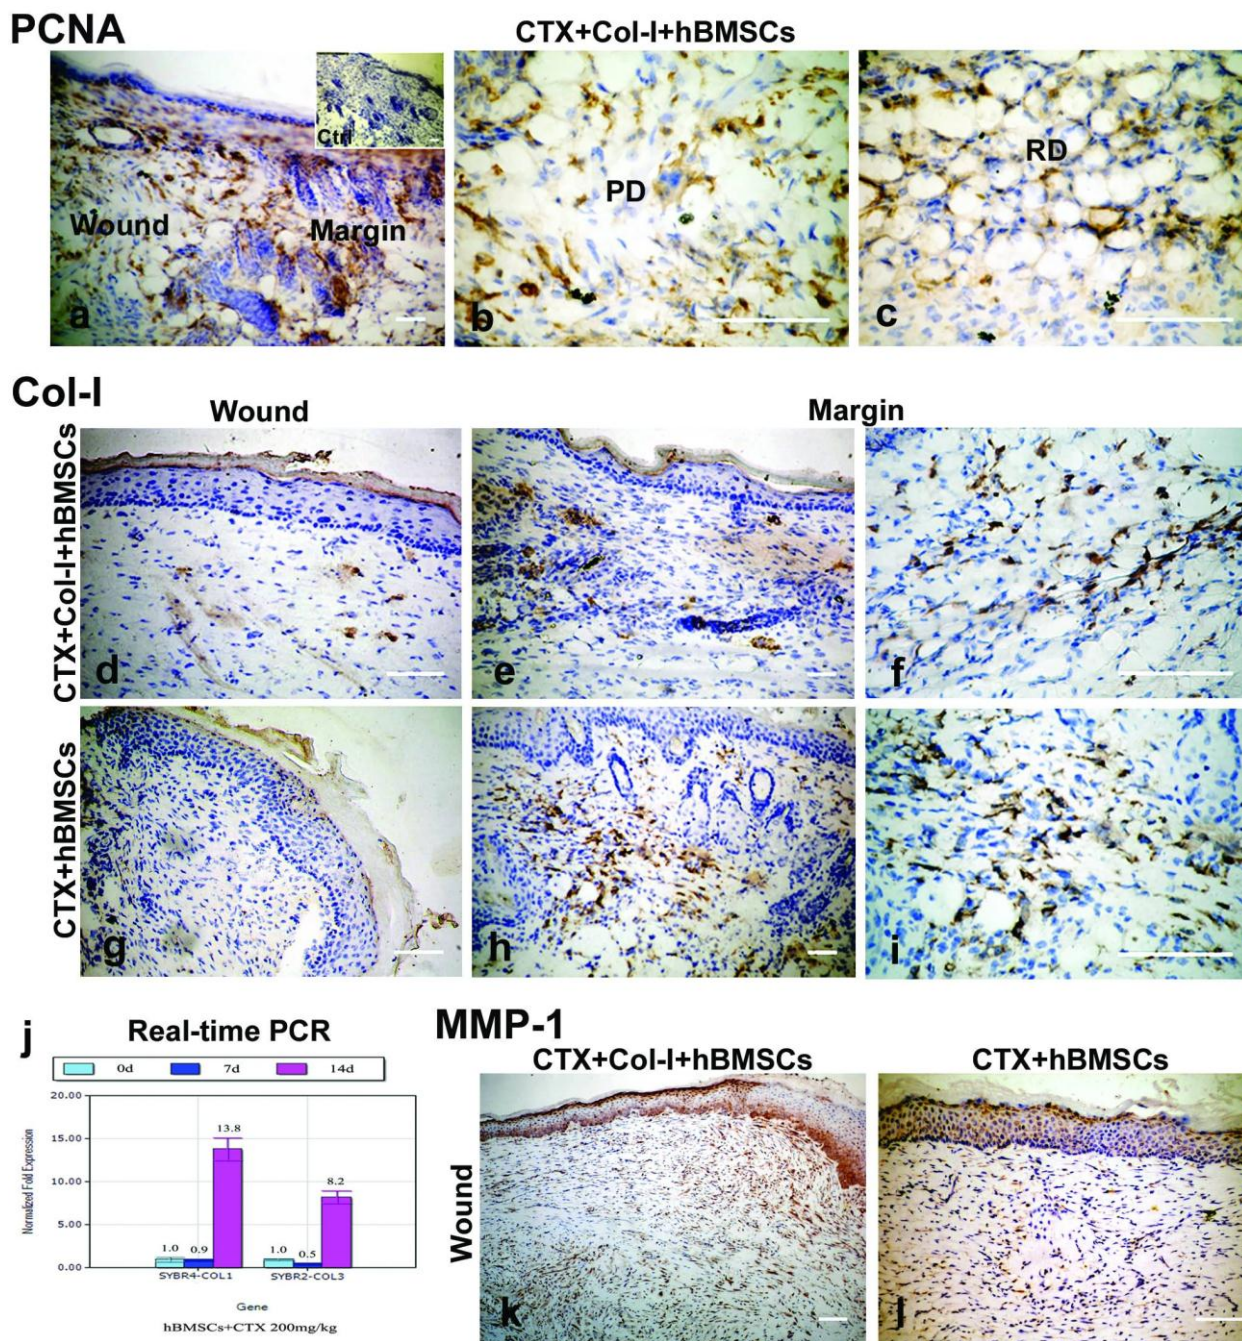 PCNA
CTX+Col-I+hBMSCs
Ctrl
Wound
Margin
a
PD
b
RD
c
Col-I
Wound
Margin
CTX+Col-I+hBMSCs
d
e
f
CTX+hBMSCs
g
h
i
j
Real-time PCR
0d 7d 14d
Normalized Fold Expression
20.00
15.00
10.00
5.00
0.00
1.0 0.9 13.8
1.0 0.5 8.2
SYBR4-COL1 SYBR2-COL3
Gene
hBMSCs+CTX 200mg/kg
MMP-1
CTX+Col-I+hBMSCs
CTX+hBMSCs
Wound
k
l